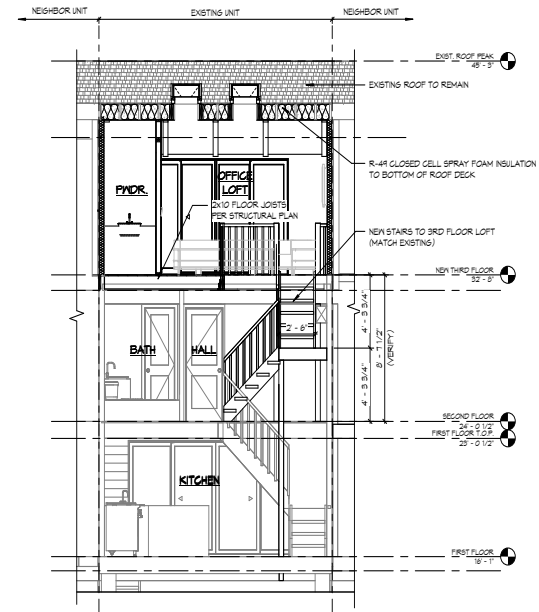 NEIGHBOR UNIT
EXISTING UNIT
NEIGHBOR UNIT
EXIST. ROOF PEAK
45' - 5"
EXISTING ROOF TO REMAIN
R-49 CLOSED CELL SPRAY FOAM INSULATION
TO BOTTOM OF ROOF DECK
PWDR.
OFFICE
LOFT
2x10 FLOOR JOISTS
PER STRUCTURAL PLAN
NEW STAIRS TO 3RD FLOOR LOFT
(MATCH EXISTING)
NEW THIRD FLOOR
32' - 8"
4' - 3 3/4"
2' - 6"
8' - 7 1/2"
(VERIFY)
4' - 3 3/4"
BATH
HALL
SECOND FLOOR
24' - 0 1/2"
FIRST FLOOR T.O.P.
23' - 0 1/2"
KITCHEN
FIRST FLOOR
16' - 1"